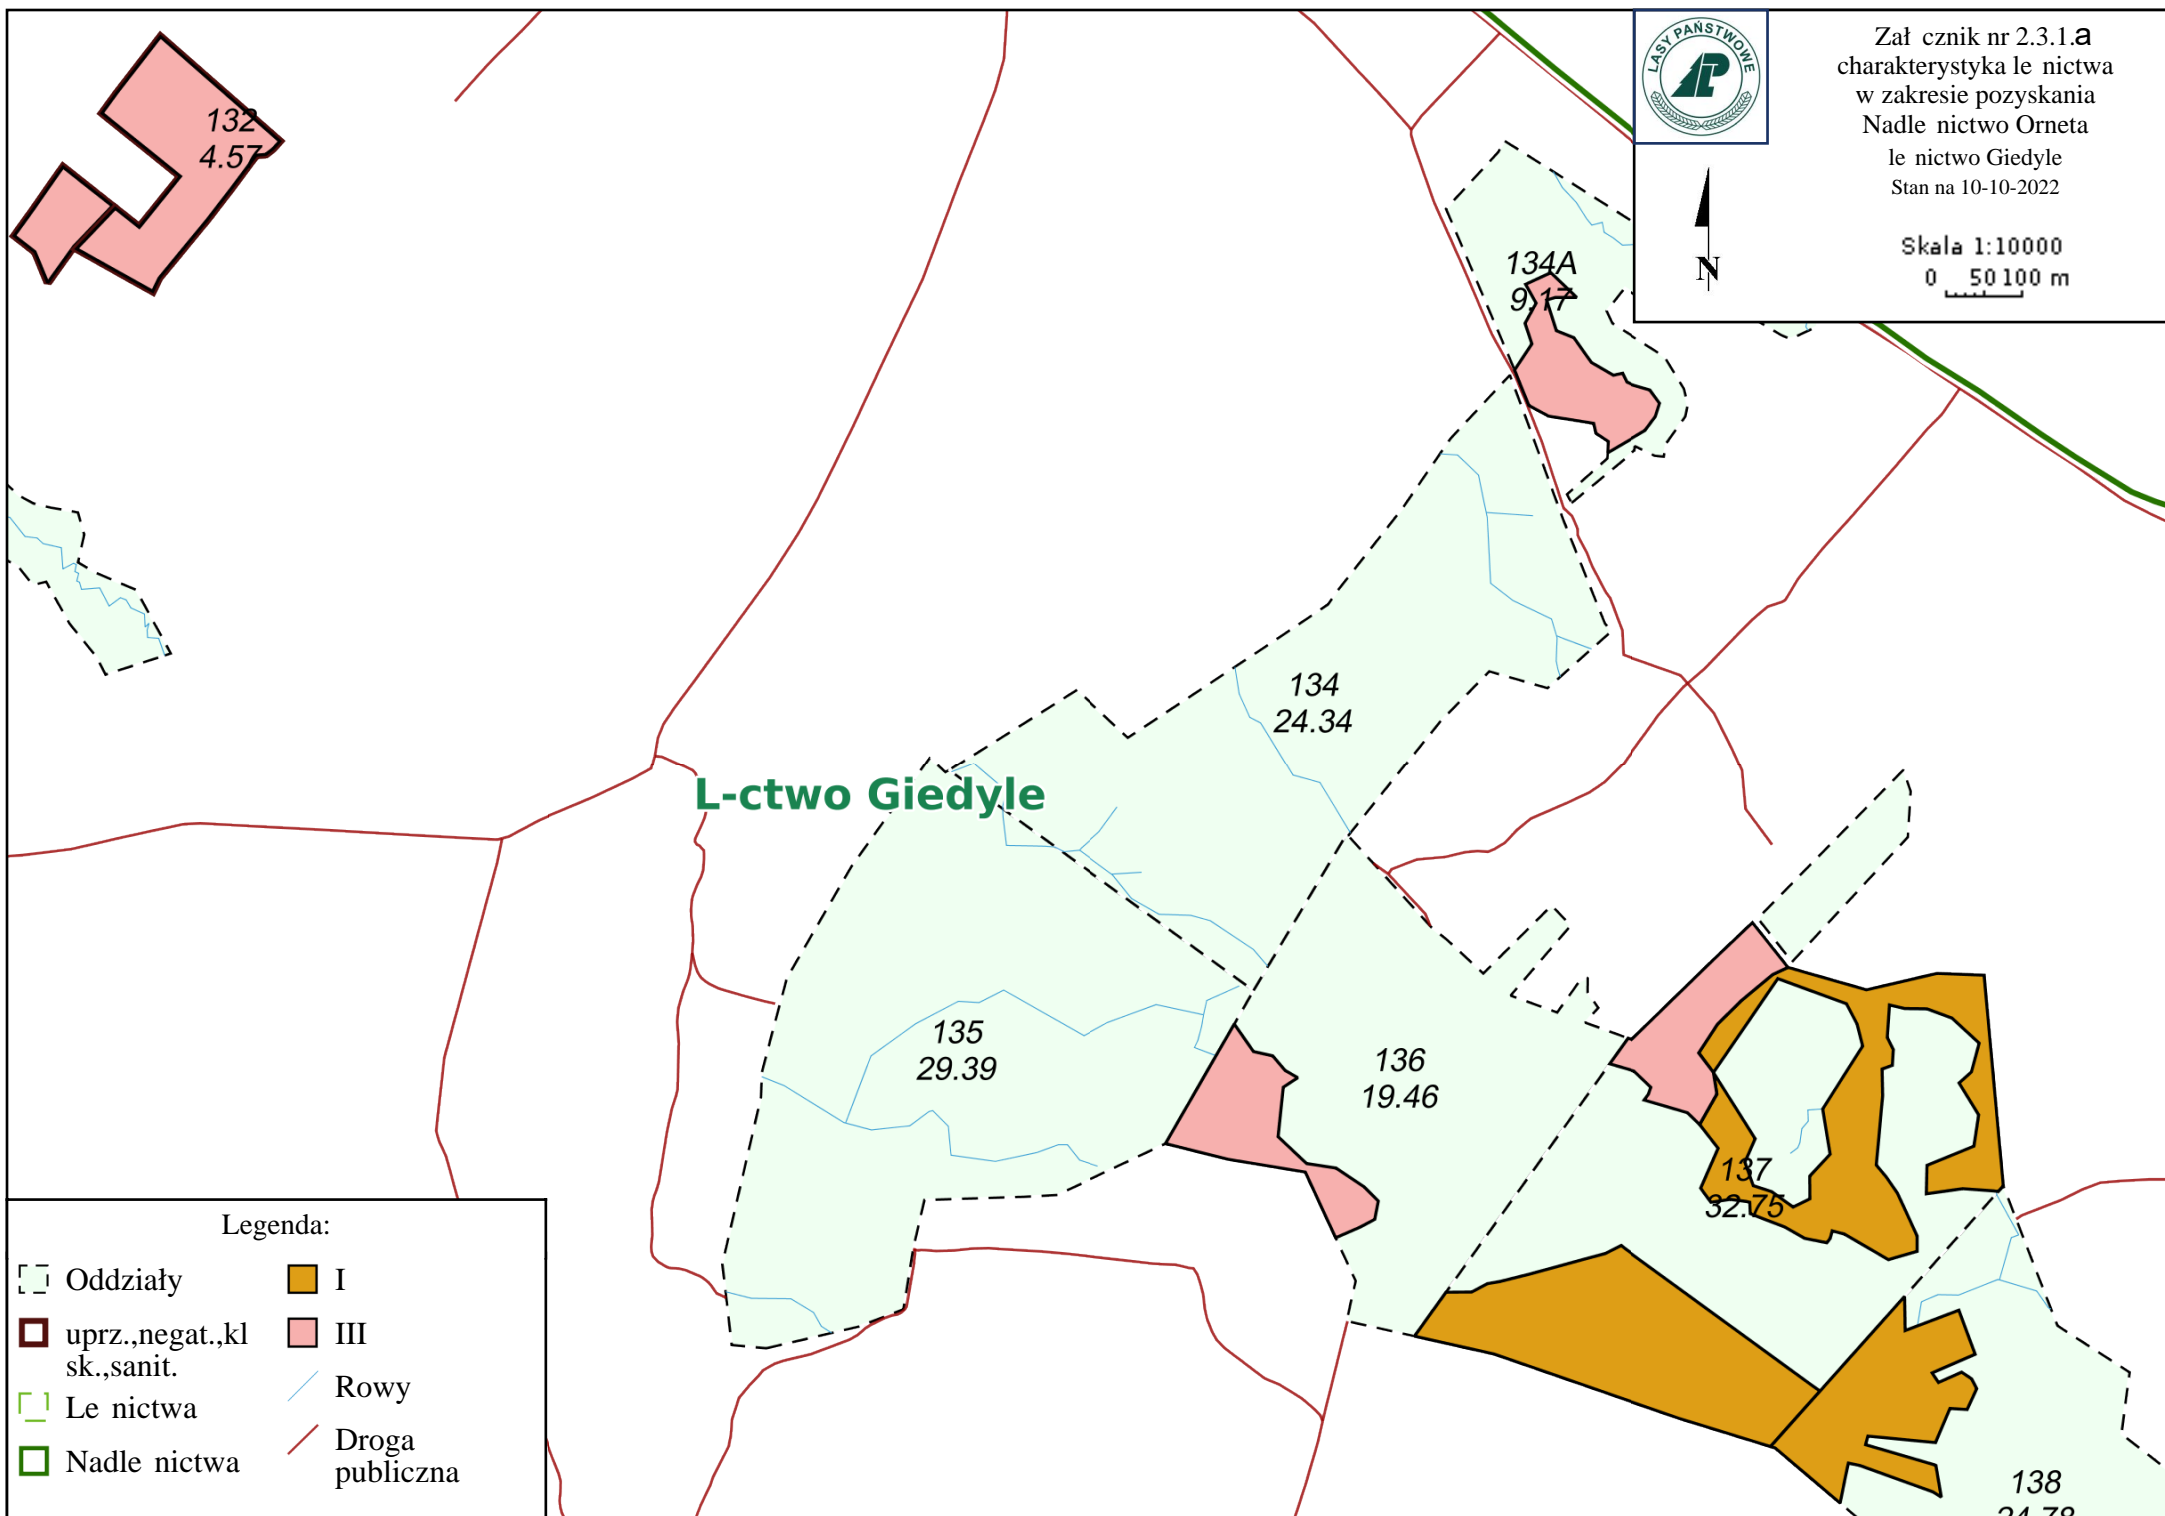 LASY PAŃSTWOWE
Zał cznik nr 2.3.1.a
charakterystyka le nictwa
w zakresie pozyskania
Nadle nictwo Orneta
le nictwo Giedyle
Stan na 10-10-2022
N
Skala 1:10000
0 50 100 m
132
4.57
134A
9.17
134
24.34
L-ctwo Giedyle
135
29.39
136
19.46
137
32.75
138
24.78
Legenda:
Oddziały
I
uprz.,negat.,kl
sk.,sanit.
III
Le nictwa
Rowy
Nadle nictwa
Droga
publiczna